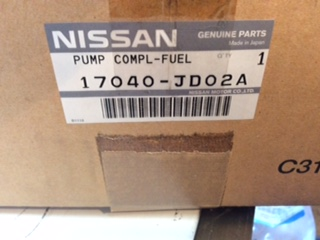 NISSAN GENUINE PARTS
Made in Japan
PUMP COMPL-FUEL 1
17040-JD02A
NISSAN MOTOR CO.,LTD.
C31